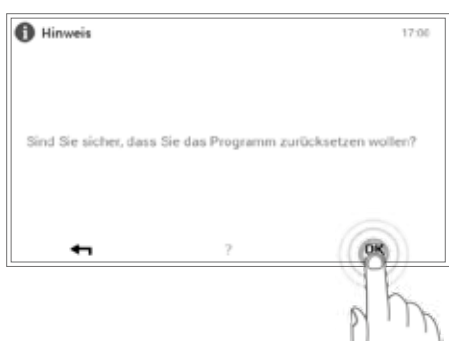 Hinweis 17:00
Sind Sie sicher, dass Sie das Programm zurücksetzen wollen?
? OK